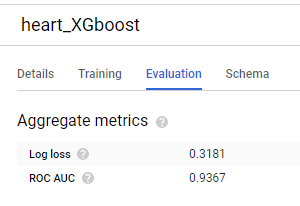 heart_XGboost
Details Training Evaluation Schema
Aggregate metrics ?
Log loss ? 0.3181
ROC AUC ? 0.9367